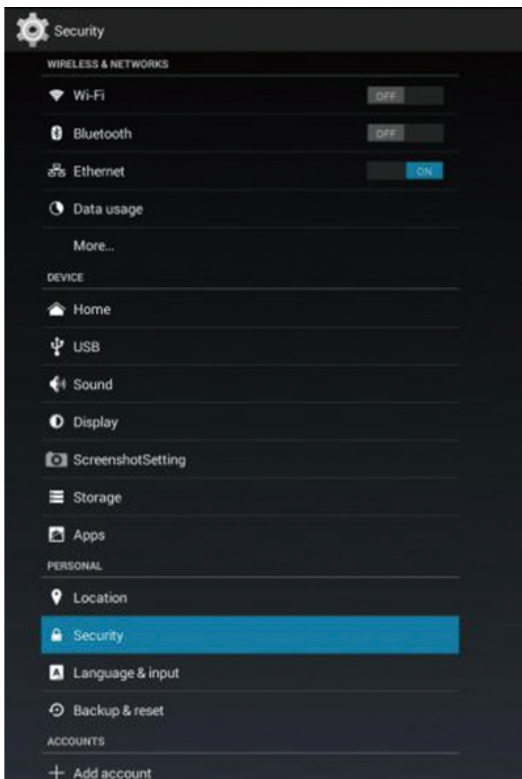 Security
WIRELESS & NETWORKS
Wi-Fi OFF
Bluetooth OFF
Ethernet ON
Data usage
More...
DEVICE
Home
USB
Sound
Display
ScreenshotSetting
Storage
Apps
PERSONAL
Location
Security
Language & input
Backup & reset
ACCOUNTS
Add account